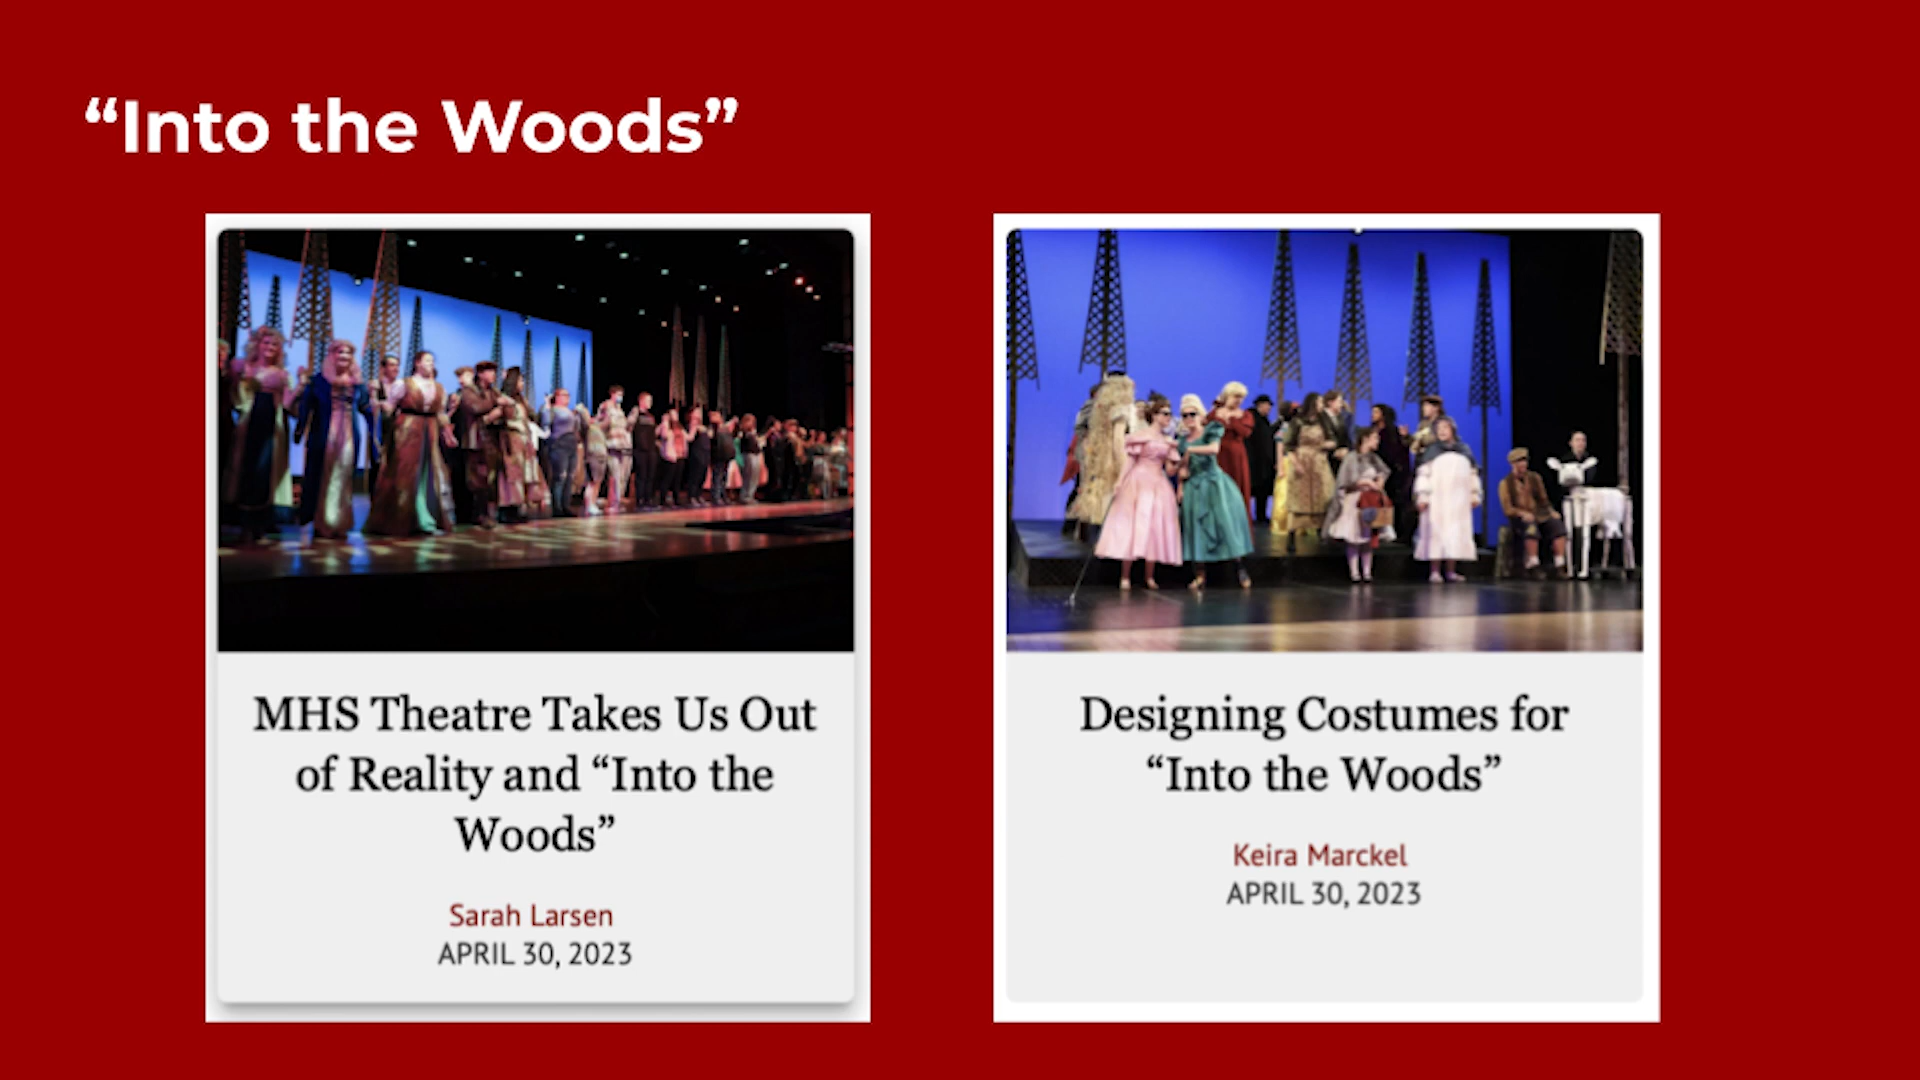 “Into the Woods”
MHS Theatre Takes Us Out
of Reality and “Into the
Woods”
Sarah Larsen
APRIL 30, 2023
Designing Costumes for
“Into the Woods”
Keira Marckel
APRIL 30, 2023